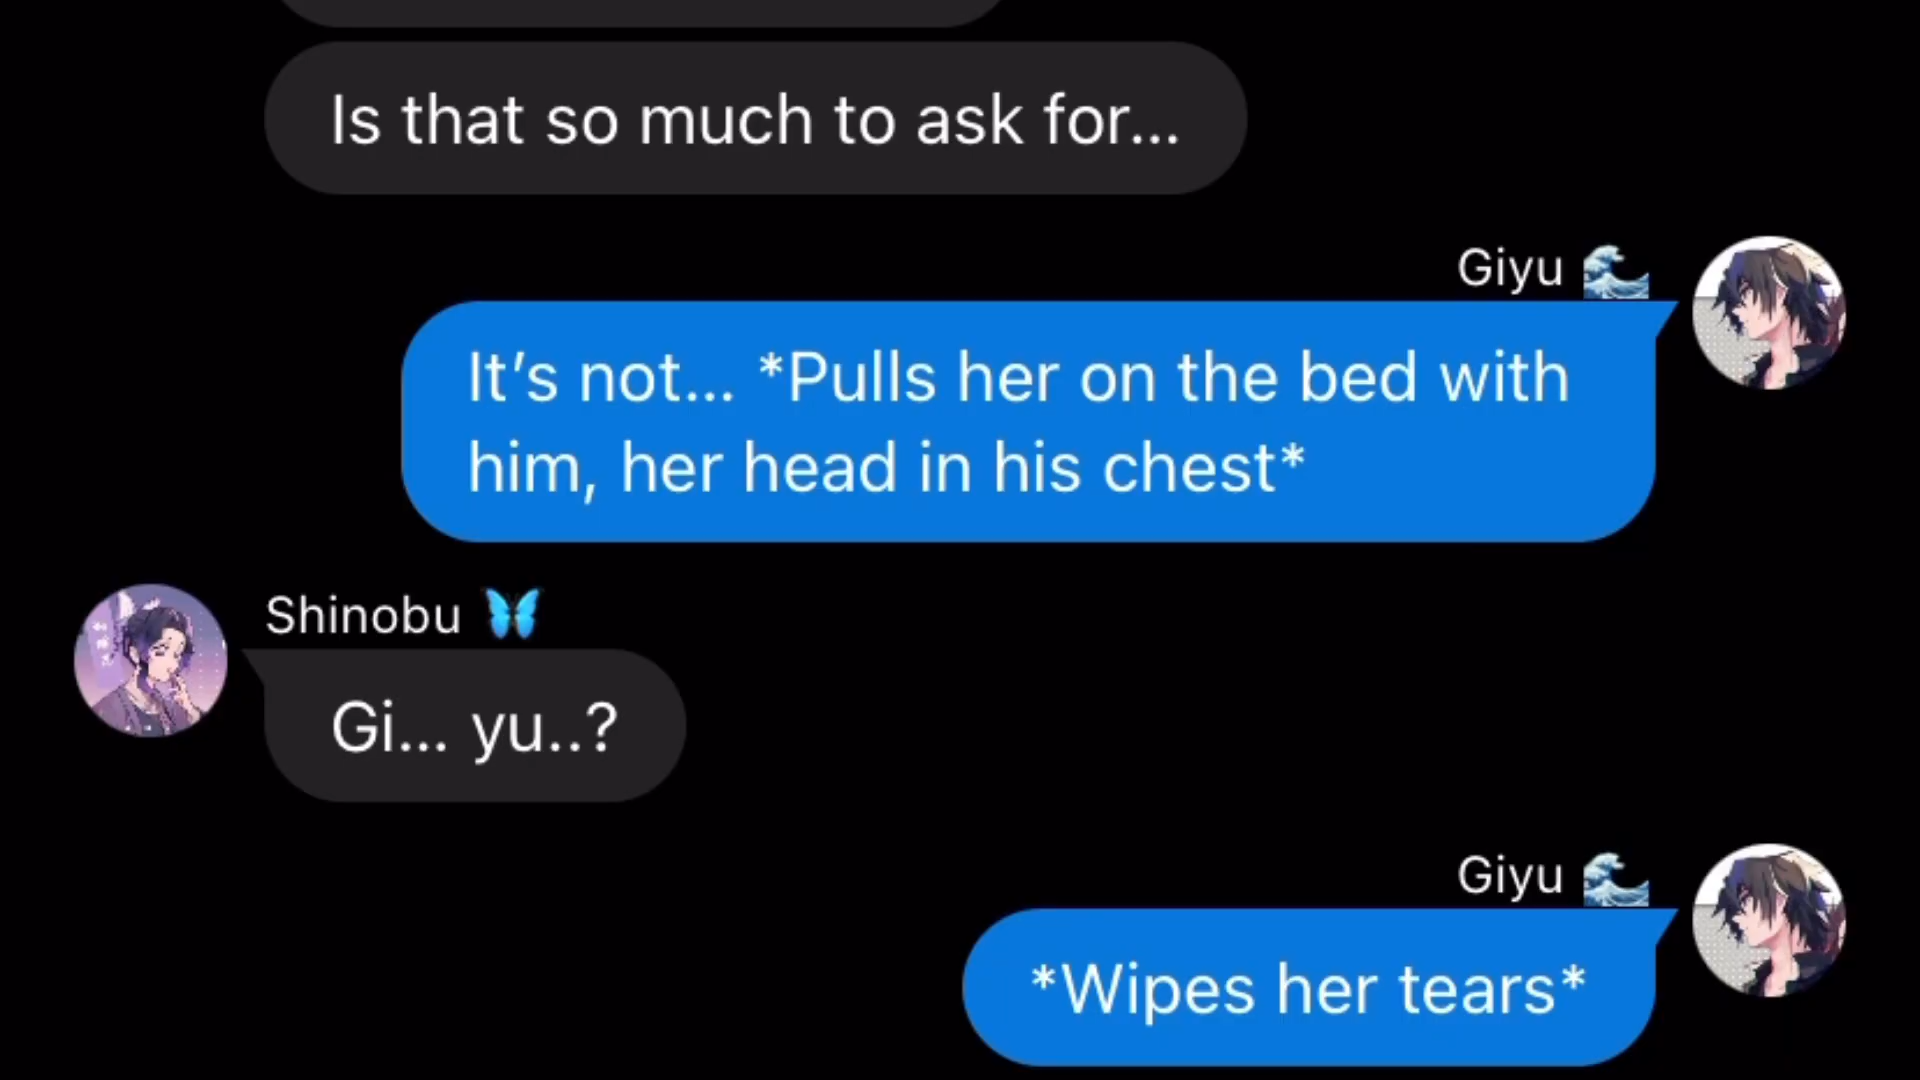 Is that so much to ask for...
Giyu 🌊
It’s not... *Pulls her on the bed with
him, her head in his chest*
Shinobu 🦋
Gi... yu..?
Giyu 🌊
*Wipes her tears*